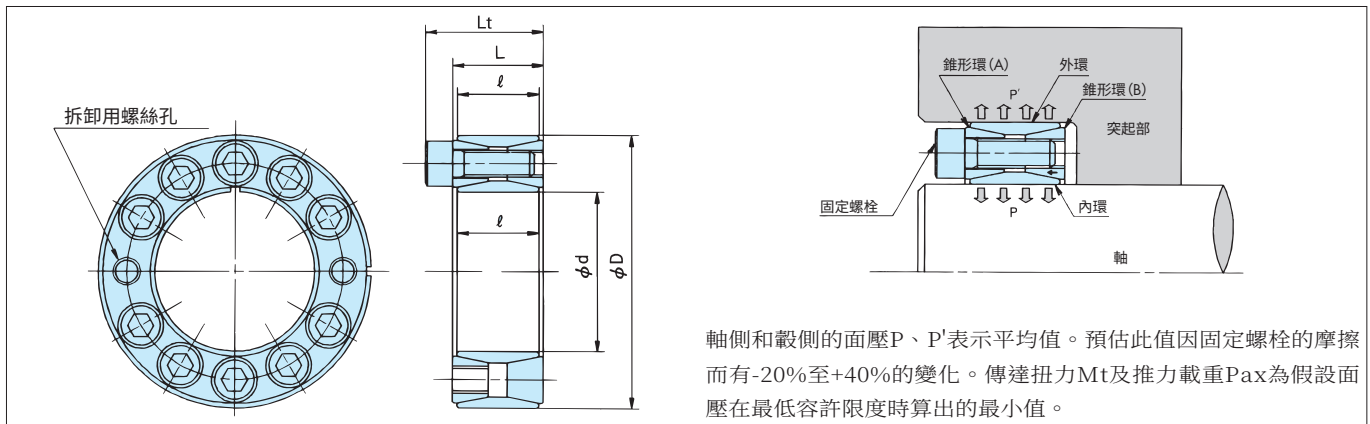 Lt
L
ℓ
拆卸用螺絲孔
ℓ
φd
φD
錐形環(A)
外環
錐形環(B)
P'
突起部
固定螺栓
P
內環
軸
軸側和轂側的面壓P、P'表示平均值。預估此值因固定螺栓的摩擦
而有-20%至+40%的變化。傳達扭力Mt及推力載重Pax為假設面
壓在最低容許限度時算出的最小值。